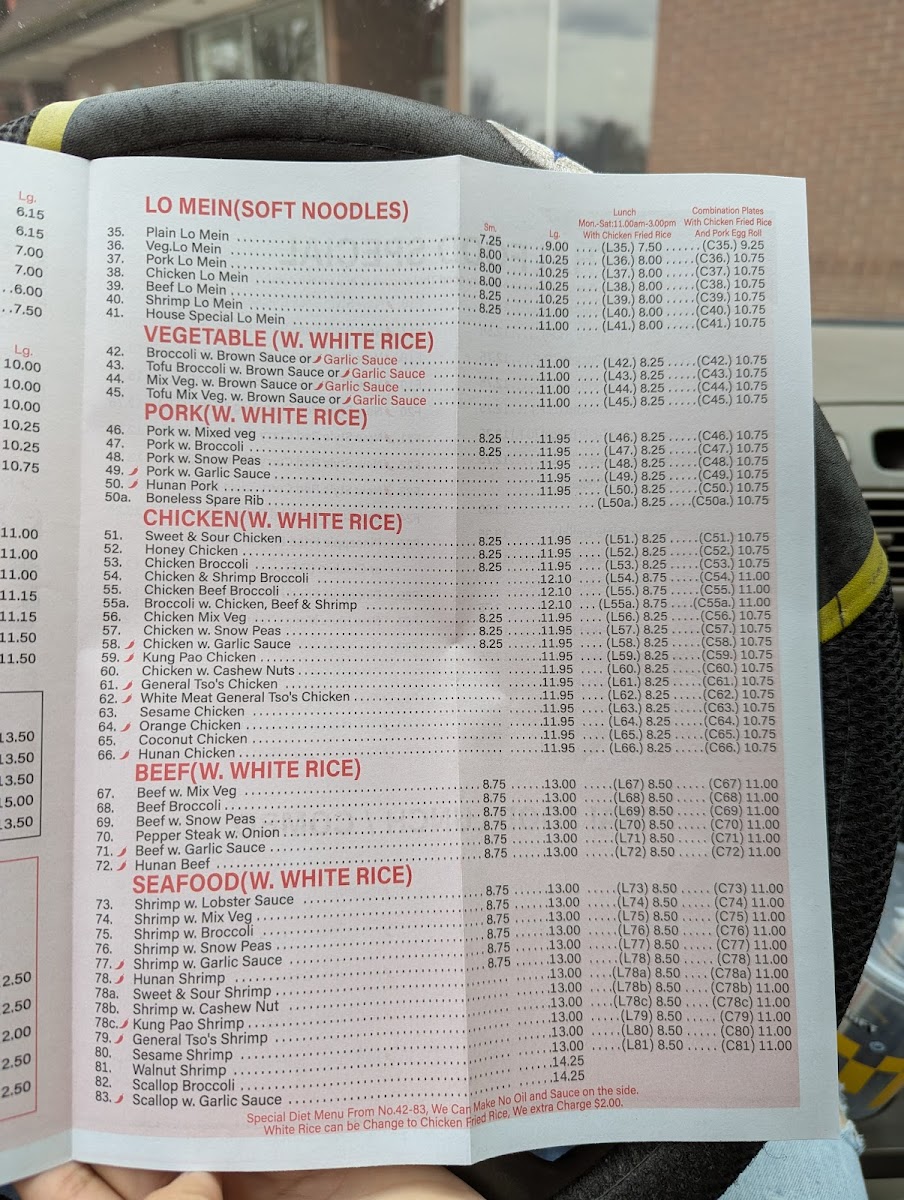 Lg.
6.15
6.15
7.00
7.00
..6.00
..7.50
Lg.
10.00
10.00
10.00
10.25
10.25
10.75
11.00
11.00
11.00
11.15
11.15
11.50
11.50
13.50
13.50
13.50
5.00
13.50
2.50
2.50
2.00
2.50
2.50
LO MEIN(SOFT NOODLES)
Sm. Lg.
Lunch
Mon.-Sat:11.00am-3.00pm
With Chicken Fried Rice
Combination Plates
With Chicken Fried Rice
And Pork Egg Roll
35. Plain Lo Mein 7.25 9.00 (L35.) 7.50 (C35.) 9.25
36. Veg.Lo Mein 8.00 10.25 (L36.) 8.00 (C36.) 10.75
37. Pork Lo Mein 8.00 10.25 (L37.) 8.00 (C37.) 10.75
38. Chicken Lo Mein 8.00 10.25 (L38.) 8.00 (C38.) 10.75
39. Beef Lo Mein 8.25 10.25 (L39.) 8.00 (C39.) 10.75
40. Shrimp Lo Mein 8.25 11.00 (L40.) 8.00 (C40.) 10.75
41. House Special Lo Mein 11.00 (L41.) 8.00 (C41.) 10.75
VEGETABLE (W. WHITE RICE)
42. Broccoli w. Brown Sauce or Garlic Sauce 11.00 (L42.) 8.25 (C42.) 10.75
43. Tofu Broccoli w. Brown Sauce or Garlic Sauce 11.00 (L43.) 8.25 (C43.) 10.75
44. Mix Veg. w. Brown Sauce or Garlic Sauce 11.00 (L44.) 8.25 (C44.) 10.75
45. Tofu Mix Veg. w. Brown Sauce or Garlic Sauce 11.00 (L45.) 8.25 (C45.) 10.75
PORK(W. WHITE RICE)
46. Pork w. Mixed veg 8.25 11.95 (L46.) 8.25 (C46.) 10.75
47. Pork w. Broccoli 8.25 11.95 (L47.) 8.25 (C47.) 10.75
48. Pork w. Snow Peas 11.95 (L48.) 8.25 (C48.) 10.75
49. Pork w. Garlic Sauce 11.95 (L49.) 8.25 (C49.) 10.75
50. Hunan Pork 11.95 (L50.) 8.25 (C50.) 10.75
50a. Boneless Spare Rib (L50a.) 8.25 (C50a.) 10.75
CHICKEN(W. WHITE RICE)
51. Sweet & Sour Chicken 8.25 11.95 (L51.) 8.25 (C51.) 10.75
52. Honey Chicken 8.25 11.95 (L52.) 8.25 (C52.) 10.75
53. Chicken Broccoli 8.25 11.95 (L53.) 8.25 (C53.) 10.75
54. Chicken & Shrimp Broccoli 12.10 (L54.) 8.75 (C54.) 11.00
55. Chicken Beef Broccoli 12.10 (L55.) 8.75 (C55.) 11.00
55a. Broccoli w. Chicken, Beef & Shrimp 12.10 (L55a.) 8.75 (C55a.) 11.00
56. Chicken Mix Veg 8.25 11.95 (L56.) 8.25 (C56.) 10.75
57. Chicken w. Snow Peas 8.25 11.95 (L57.) 8.25 (C57.) 10.75
58. Chicken w. Garlic Sauce 8.25 11.95 (L58.) 8.25 (C58.) 10.75
59. Kung Pao Chicken 11.95 (L59.) 8.25 (C59.) 10.75
60. Chicken w. Cashew Nuts 11.95 (L60.) 8.25 (C60.) 10.75
61. General Tso's Chicken 11.95 (L61.) 8.25 (C61.) 10.75
62. White Meat General Tso's Chicken 11.95 (L62.) 8.25 (C62.) 10.75
63. Sesame Chicken 11.95 (L63.) 8.25 (C63.) 10.75
64. Orange Chicken 11.95 (L64.) 8.25 (C64.) 10.75
65. Coconut Chicken 11.95 (L65.) 8.25 (C65.) 10.75
66. Hunan Chicken 11.95 (L66.) 8.25 (C66.) 10.75
BEEF(W. WHITE RICE)
67. Beef w. Mix Veg 8.75 13.00 (L67) 8.50 (C67) 11.00
68. Beef Broccoli 8.75 13.00 (L68) 8.50 (C68) 11.00
69. Beef w. Snow Peas 8.75 13.00 (L69) 8.50 (C69) 11.00
70. Pepper Steak w. Onion 8.75 13.00 (L70) 8.50 (C70) 11.00
71. Beef w. Garlic Sauce 8.75 13.00 (L71) 8.50 (C71) 11.00
72. Hunan Beef 8.75 13.00 (L72) 8.50 (C72) 11.00
SEAFOOD(W. WHITE RICE)
73. Shrimp w. Lobster Sauce 8.75 13.00 (L73) 8.50 (C73) 11.00
74. Shrimp w. Mix Veg 8.75 13.00 (L74) 8.50 (C74) 11.00
75. Shrimp w. Broccoli 8.75 13.00 (L75) 8.50 (C75) 11.00
76. Shrimp w. Snow Peas 8.75 13.00 (L76) 8.50 (C76) 11.00
77. Shrimp w. Garlic Sauce 8.75 13.00 (L77) 8.50 (C77) 11.00
78. Hunan Shrimp 8.75 13.00 (L78) 8.50 (C78) 11.00
78a. Sweet & Sour Shrimp 13.00 (L78a) 8.50 (C78a) 11.00
78b. Shrimp w. Cashew Nut 13.00 (L78b) 8.50 (C78b) 11.00
78c. Kung Pao Shrimp 13.00 (L78c) 8.50 (C78c) 11.00
79. General Tso's Shrimp 13.00 (L79) 8.50 (C79) 11.00
80. Sesame Shrimp 13.00 (L80) 8.50 (C80) 11.00
81. Walnut Shrimp 13.00 (L81) 8.50 (C81) 11.00
82. Scallop Broccoli 14.25
83. Scallop w. Garlic Sauce 14.25
Special Diet Menu From No.42-83, We Can Make No Oil and Sauce on the side.
White Rice can be Change to Chicken Fried Rice, We extra Charge $2.00.